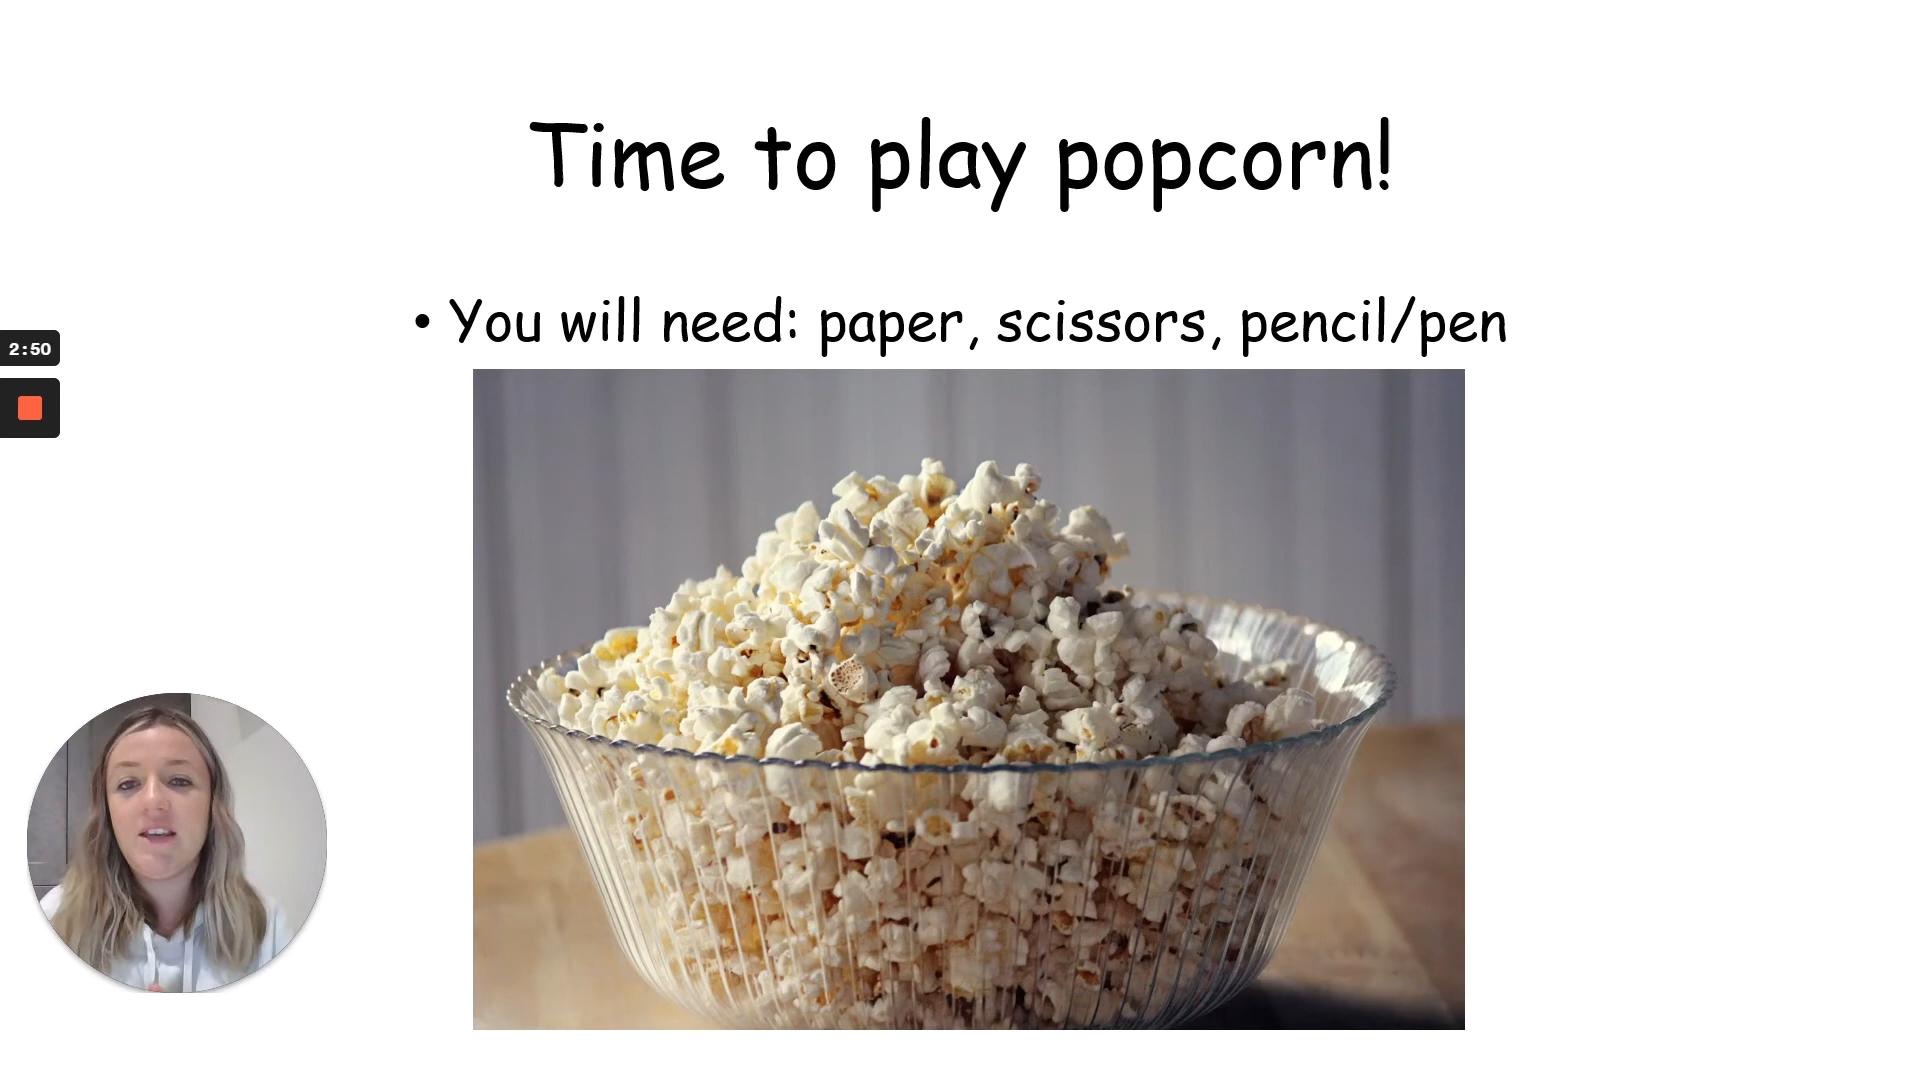 Time to play popcorn!
• You will need: paper, scissors, pencil/pen
2:50